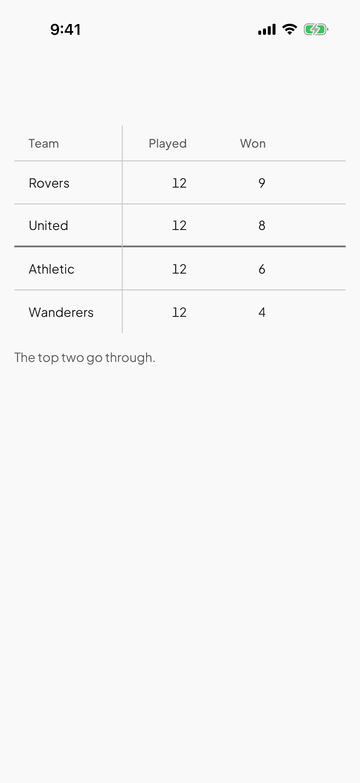 9:41
Team Played Won
Rovers 12 9
United 12 8
Athletic 12 6
Wanderers 12 4
The top two go through.